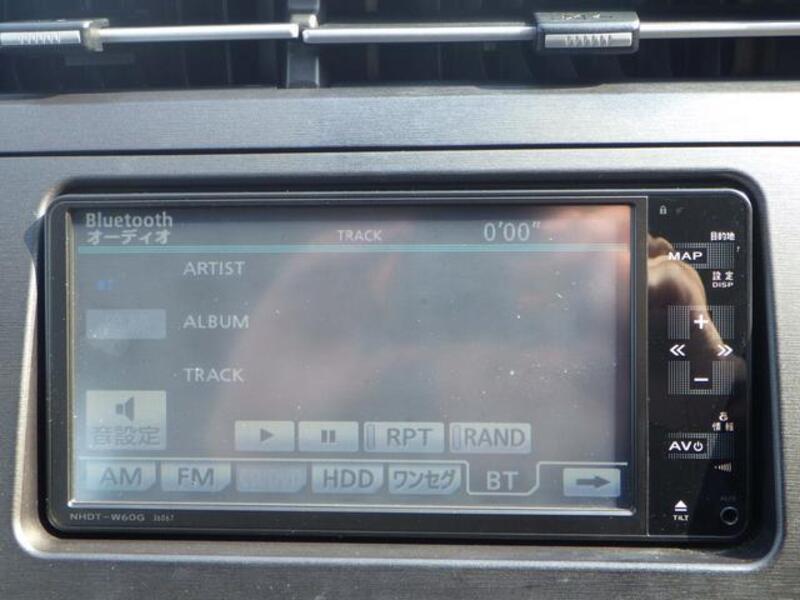 Bluetooth
オーディオ
TRACK 0'00"
ARTIST
ALBUM
TRACK
音設定
RPT RAND
AM FM HDD ワンセグ BT
NHDT-W60G
目的地
MAP
設定
DISP
情報
AV
TILT
AUX